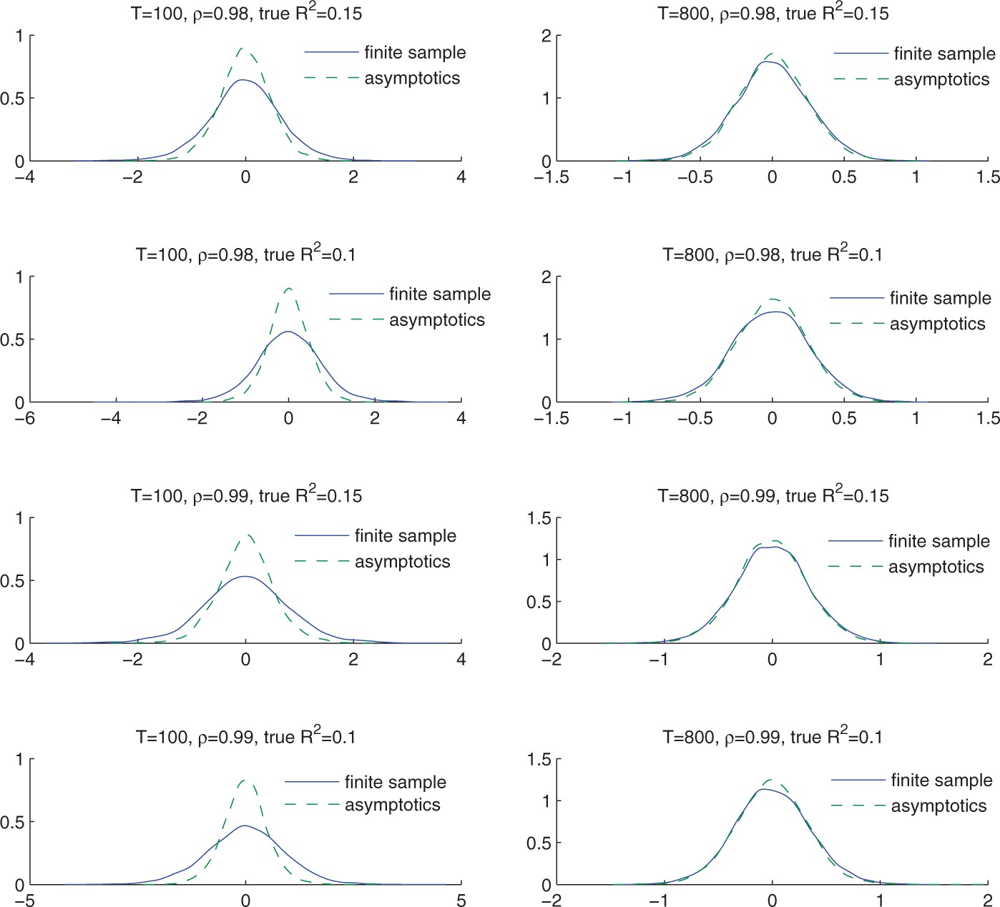 T=100, ρ=0.98, true R²=0.15
1
0.5
0
finite sample
asymptotics
−4 −2 0 2 4
T=800, ρ=0.98, true R²=0.15
2
1
0
finite sample
asymptotics
−1.5 −1 −0.5 0 0.5 1 1.5
T=100, ρ=0.98, true R²=0.1
1
0.5
0
finite sample
asymptotics
−6 −4 −2 0 2 4
T=800, ρ=0.98, true R²=0.1
2
1
0
finite sample
asymptotics
−1.5 −1 −0.5 0 0.5 1 1.5
T=100, ρ=0.99, true R²=0.15
1
0.5
0
finite sample
asymptotics
−4 −2 0 2 4
T=800, ρ=0.99, true R²=0.15
1.5
1
0.5
0
finite sample
asymptotics
−2 −1 0 1 2
T=100, ρ=0.99, true R²=0.1
1
0.5
0
finite sample
asymptotics
−5 0 5
T=800, ρ=0.99, true R²=0.1
1.5
1
0.5
0
finite sample
asymptotics
−2 −1 0 1 2